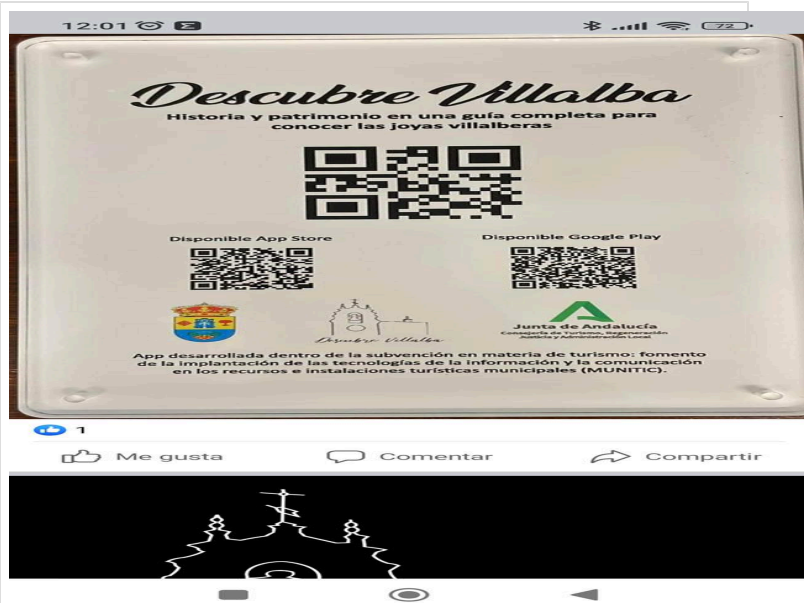 12:01
72
Descubre Villalba
Historia y patrimonio en una guía completa para
conocer las joyas villalberas
Disponible App Store
Disponible Google Play
Descubre Villalba
Junta de Andalucía
Consejería de Turismo, Regeneración
Justicia y Administración Local
App desarrollada dentro de la subvención en materia de turismo: fomento
de la implantación de las tecnologías de la información y la comunicación
en los recursos e instalaciones turísticas municipales (MUNITIC).
1
Me gusta
Comentar
Compartir